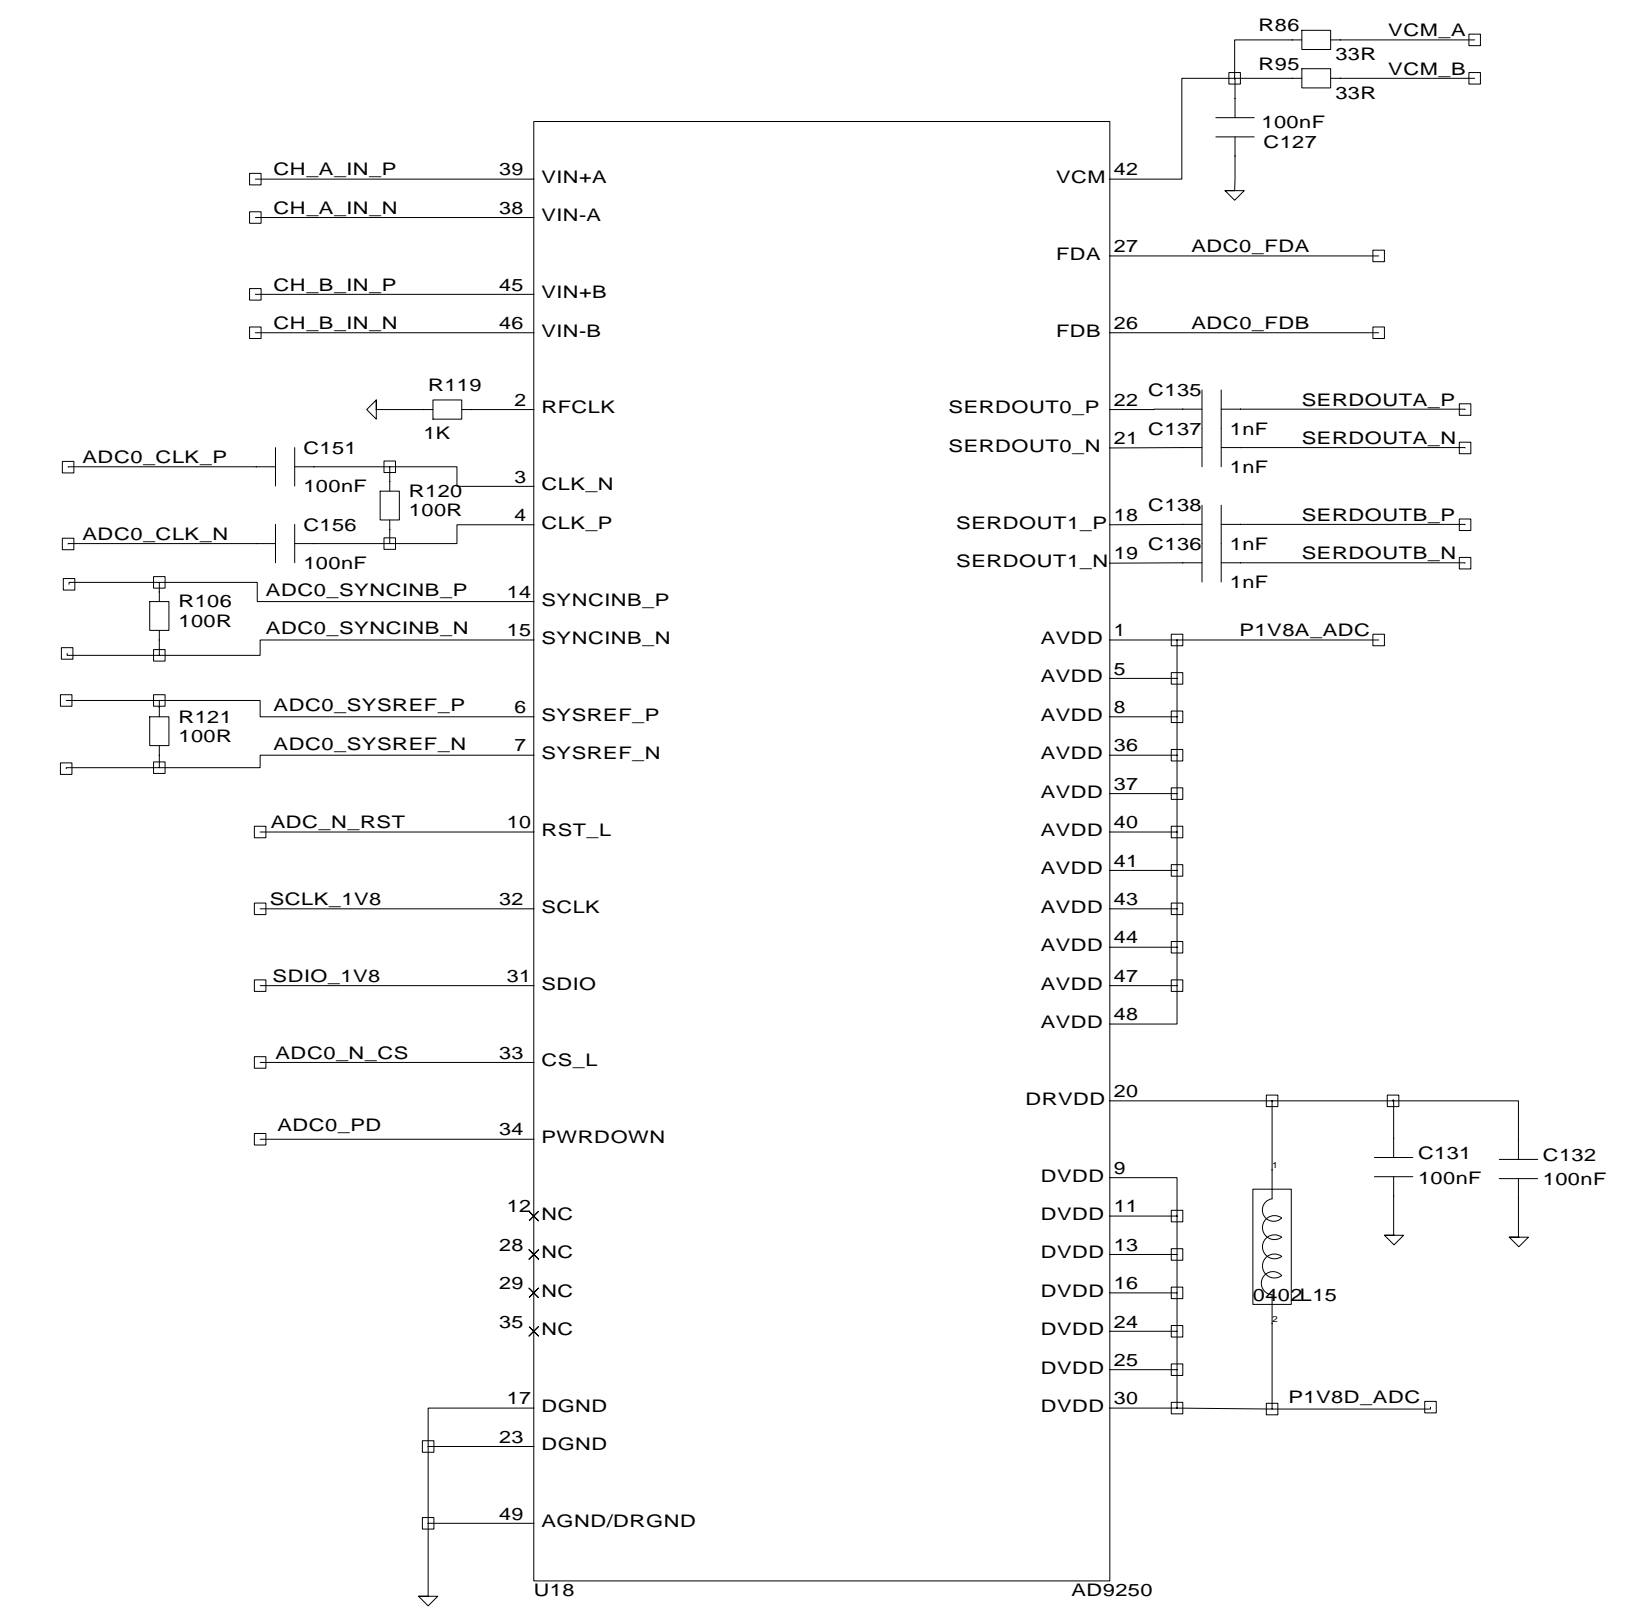 R86
VCM_A
33R
R95
VCM_B
33R
100nF
C127
CH_A_IN_P
39
VIN+A
VCM
42
CH_A_IN_N
38
VIN-A
FDA
27
ADC0_FDA
CH_B_IN_P
45
VIN+B
CH_B_IN_N
46
VIN-B
FDB
26
ADC0_FDB
R119
1K
2
RFCLK
SERDOUT0_P
22
C135
1nF
SERDOUTA_P
SERDOUT0_N
21
C137
1nF
SERDOUTA_N
ADC0_CLK_P
C151
100nF
3
CLK_N
R120
100R
ADC0_CLK_N
C156
100nF
4
CLK_P
SERDOUT1_P
18
C138
1nF
SERDOUTB_P
SERDOUT1_N
19
C136
1nF
SERDOUTB_N
R106
100R
ADC0_SYNCINB_P
14
SYNCINB_P
ADC0_SYNCINB_N
15
SYNCINB_N
AVDD
1
P1V8A_ADC
AVDD
5
R121
100R
ADC0_SYSREF_P
6
SYSREF_P
AVDD
8
ADC0_SYSREF_N
7
SYSREF_N
AVDD
36
AVDD
37
ADC_N_RST
10
RST_L
AVDD
40
AVDD
41
SCLK_1V8
32
SCLK
AVDD
43
AVDD
44
SDIO_1V8
31
SDIO
AVDD
47
AVDD
48
ADC0_N_CS
33
CS_L
DRVDD
20
ADC0_PD
34
PWRDOWN
C131
100nF
C132
100nF
DVDD
9
1
12
NC
DVDD
11
28
NC
DVDD
13
29
NC
DVDD
16
0402
L15
2
35
NC
DVDD
24
DVDD
25
17
DGND
DVDD
30
P1V8D_ADC
23
DGND
49
AGND/DRGND
U18
AD9250